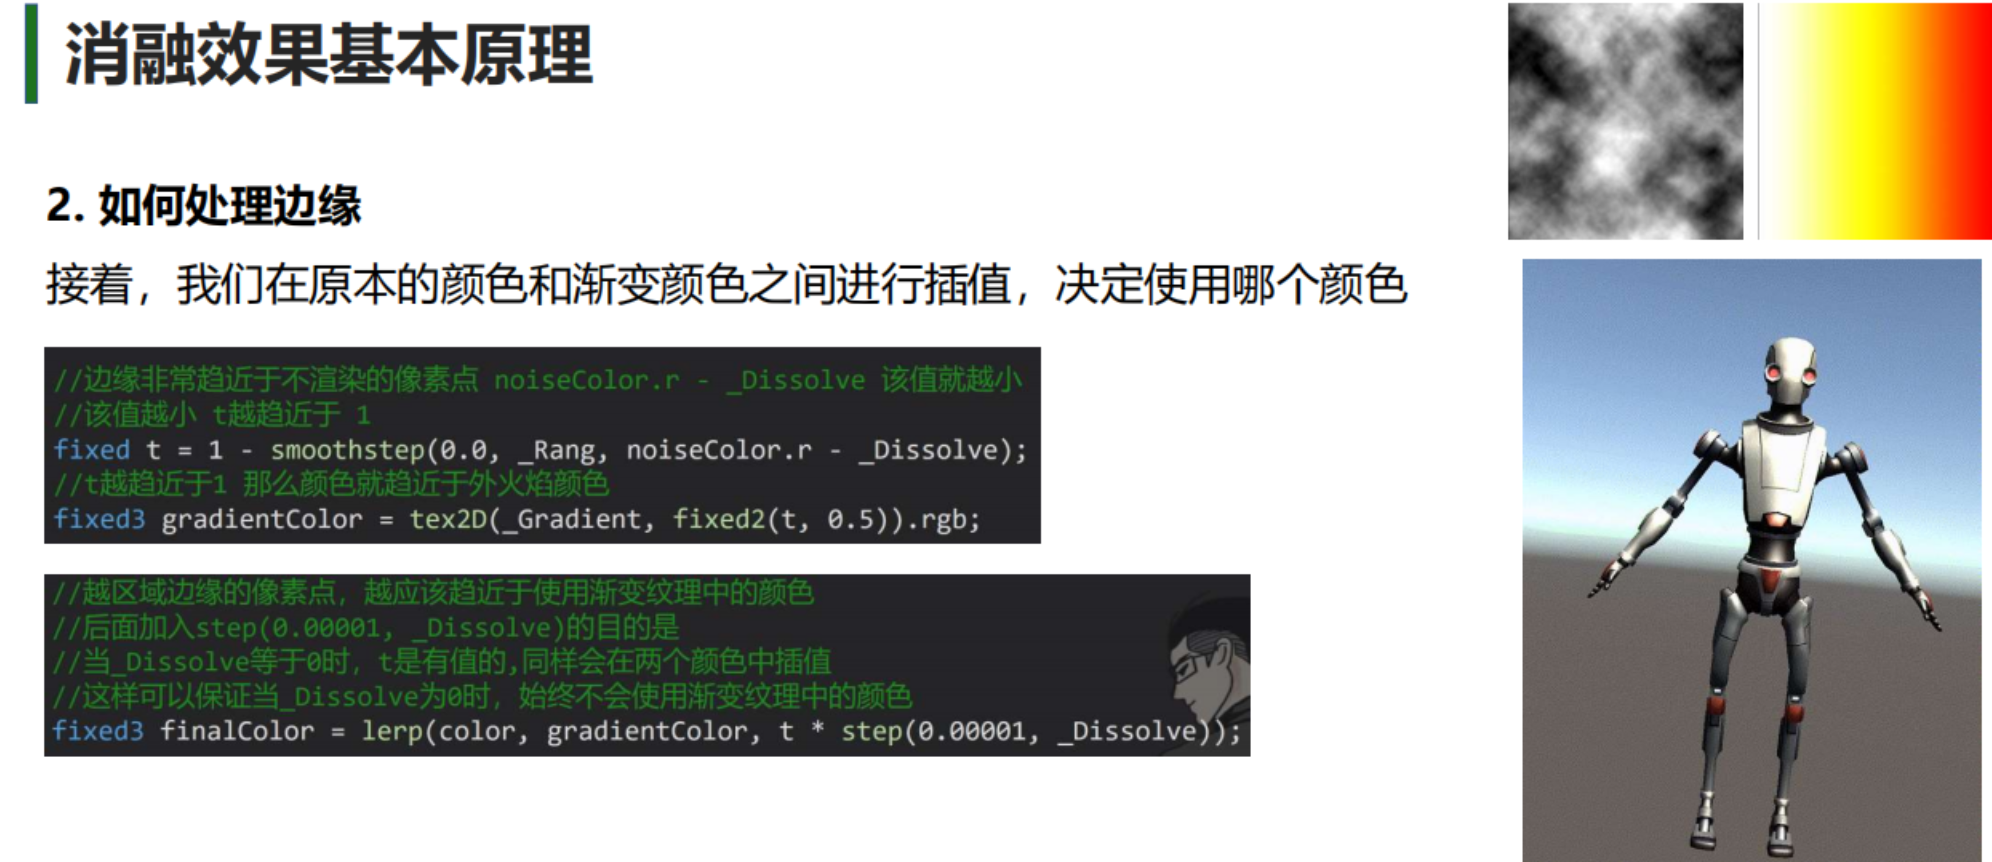 消融效果基本原理
2. 如何处理边缘
接着，我们在原本的颜色和渐变颜色之间进行插值，决定使用哪个颜色
//边缘非常趋近于不渲染的像素点 noiseColor.r - _Dissolve 该值就越小
//该值越小 t越趋近于 1
fixed t = 1 - smoothstep(0.0, _Rang, noiseColor.r - _Dissolve);
//t越趋近于1 那么颜色就趋近于外火焰颜色
fixed3 gradientColor = tex2D(_Gradient, fixed2(t, 0.5)).rgb;
//越区域边缘的像素点，越应该趋近于使用渐变纹理中的颜色
//后面加入step(0.00001, _Dissolve)的目的是
//当_Dissolve等于0时，t是有值的,同样会在两个颜色中插值
//这样可以保证当_Dissolve为0时，始终不会使用渐变纹理中的颜色
fixed3 finalColor = lerp(color, gradientColor, t * step(0.00001, _Dissolve));